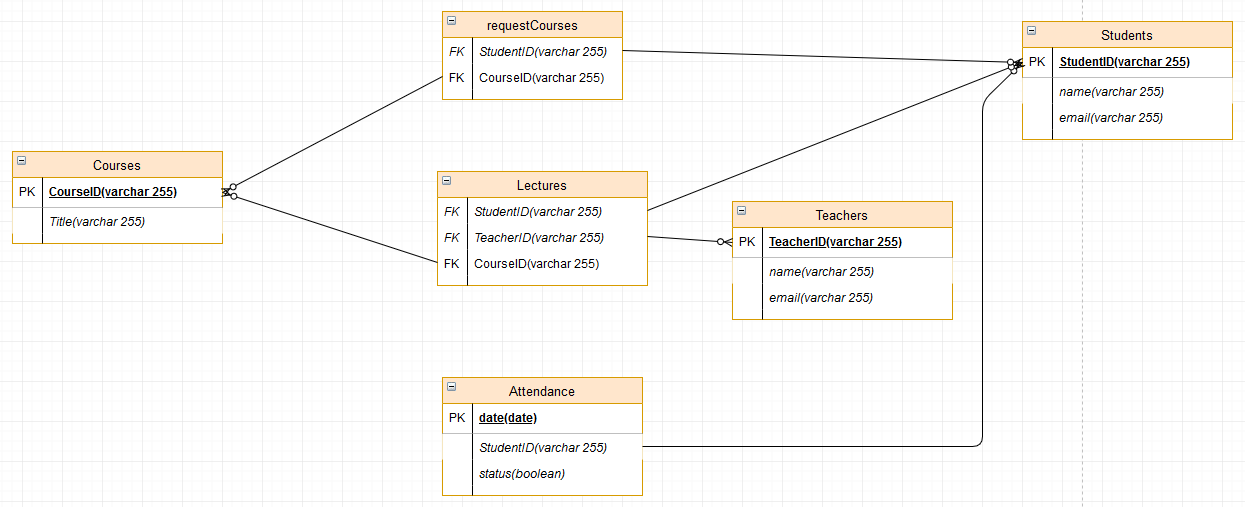 requestCourses
FK StudentID(varchar 255)
FK CourseID(varchar 255)
Students
PK StudentID(varchar 255)
name(varchar 255)
email(varchar 255)
Courses
PK CourseID(varchar 255)
Title(varchar 255)
Lectures
FK StudentID(varchar 255)
FK TeacherID(varchar 255)
FK CourseID(varchar 255)
Teachers
PK TeacherID(varchar 255)
name(varchar 255)
email(varchar 255)
Attendance
PK date(date)
StudentID(varchar 255)
status(boolean)